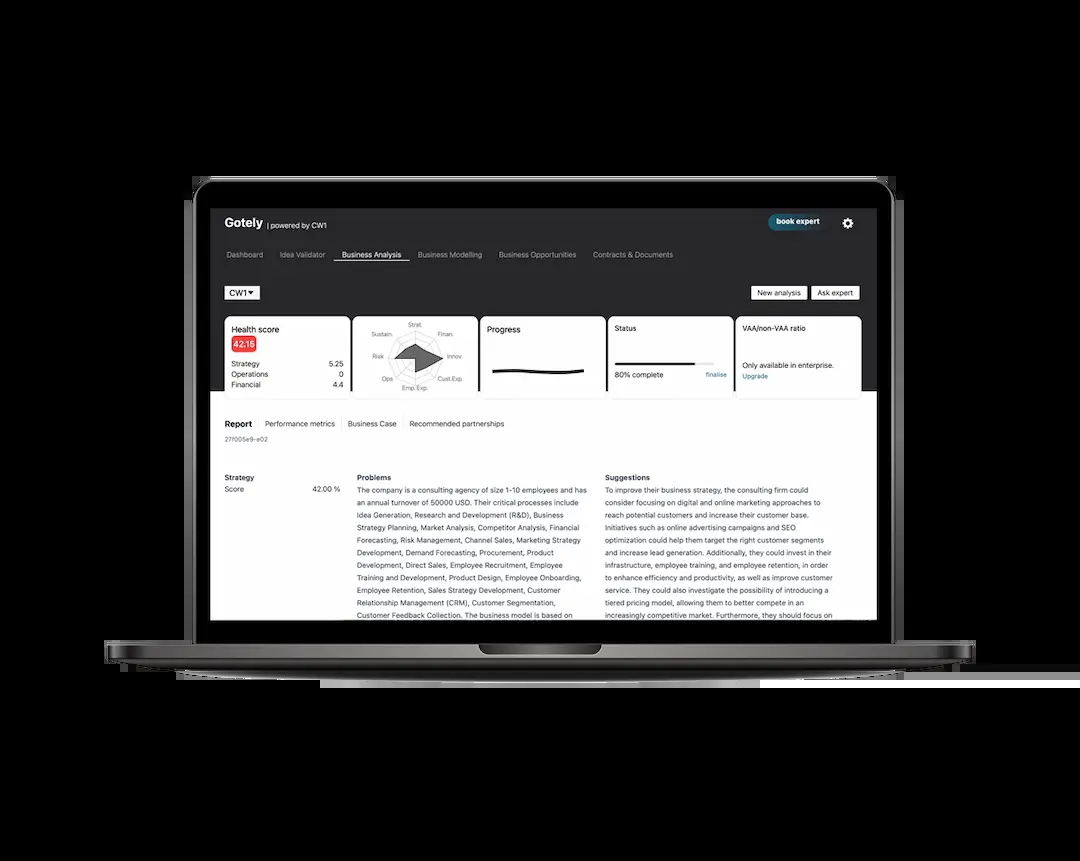 Gotely | powered by CW1
book expert
Dashboard Idea Validator Business Analysis Business Modelling Business Opportunities Contracts & Documents
CW1
New analysis Ask expert
Health score
42.15
Strategy 5.25
Operations 0
Financial 4.4
Strat.
Sustain. Finan.
Risk Innov.
Ops Cust.Exp.
Emp. Exp.
Progress
Status
80% complete finalise
VAA/non-VAA ratio
Only available in enterprise.
Upgrade
Report Performance metrics Business Case Recommended partnerships
27f005e9-e02
Strategy
Score 42.00 %
Problems
The company is a consulting agency of size 1-10 employees and has
an annual turnover of 50000 USD. Their critical processes include
Idea Generation, Research and Development (R&D), Business
Strategy Planning, Market Analysis, Competitor Analysis, Financial
Forecasting, Risk Management, Channel Sales, Marketing Strategy
Development, Demand Forecasting, Procurement, Product
Development, Direct Sales, Employee Recruitment, Employee
Training and Development, Product Design, Employee Onboarding,
Employee Retention, Sales Strategy Development, Customer
Relationship Management (CRM), Customer Segmentation,
Customer Feedback Collection. The business model is based on
Suggestions
To improve their business strategy, the consulting firm could
consider focusing on digital and online marketing approaches to
reach potential customers and increase their customer base.
Initiatives such as online advertising campaigns and SEO
optimization could help them target the right customer segments
and increase lead generation. Additionally, they could invest in their
infrastructure, employee training, and employee retention, in order
to enhance efficiency and productivity, as well as improve customer
service. They could also investigate the possibility of introducing a
tiered pricing model, allowing them to better compete in an
increasingly competitive market. Furthermore, they should focus on